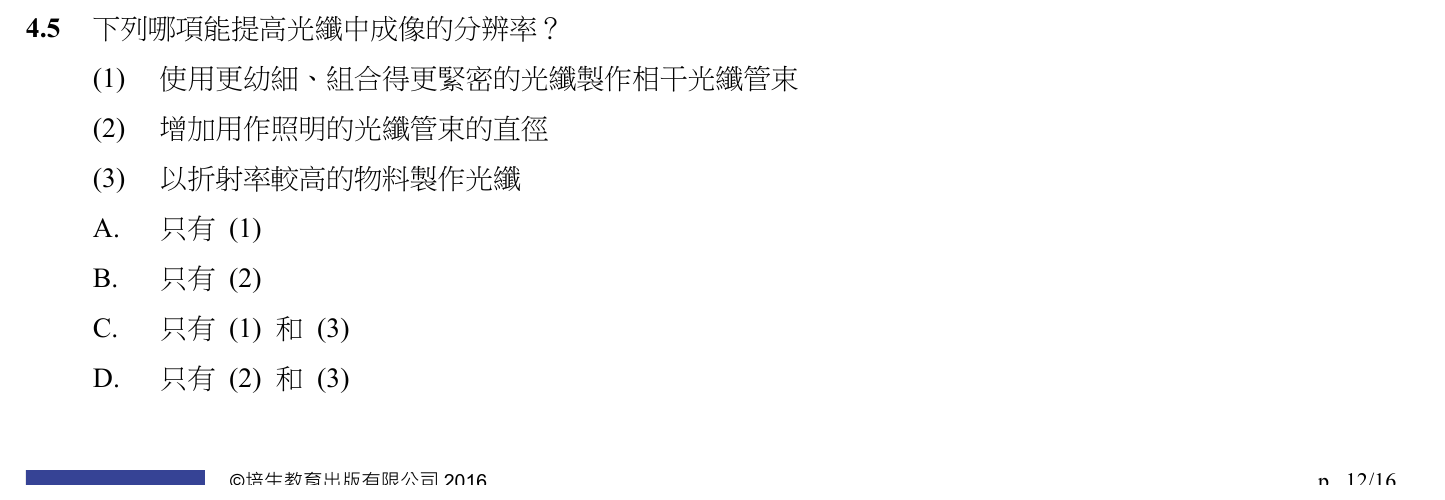 4.5 下列哪項能提高光纖中成像的分辨率？
(1) 使用更幼細、組合得更緊密的光纖製作相干光纖管束
(2) 增加用作照明的光纖管束的直徑
(3) 以折射率較高的物料製作光纖
A. 只有 (1)
B. 只有 (2)
C. 只有 (1) 和 (3)
D. 只有 (2) 和 (3)
©培生教育出版有限公司 2016 p. 12/16